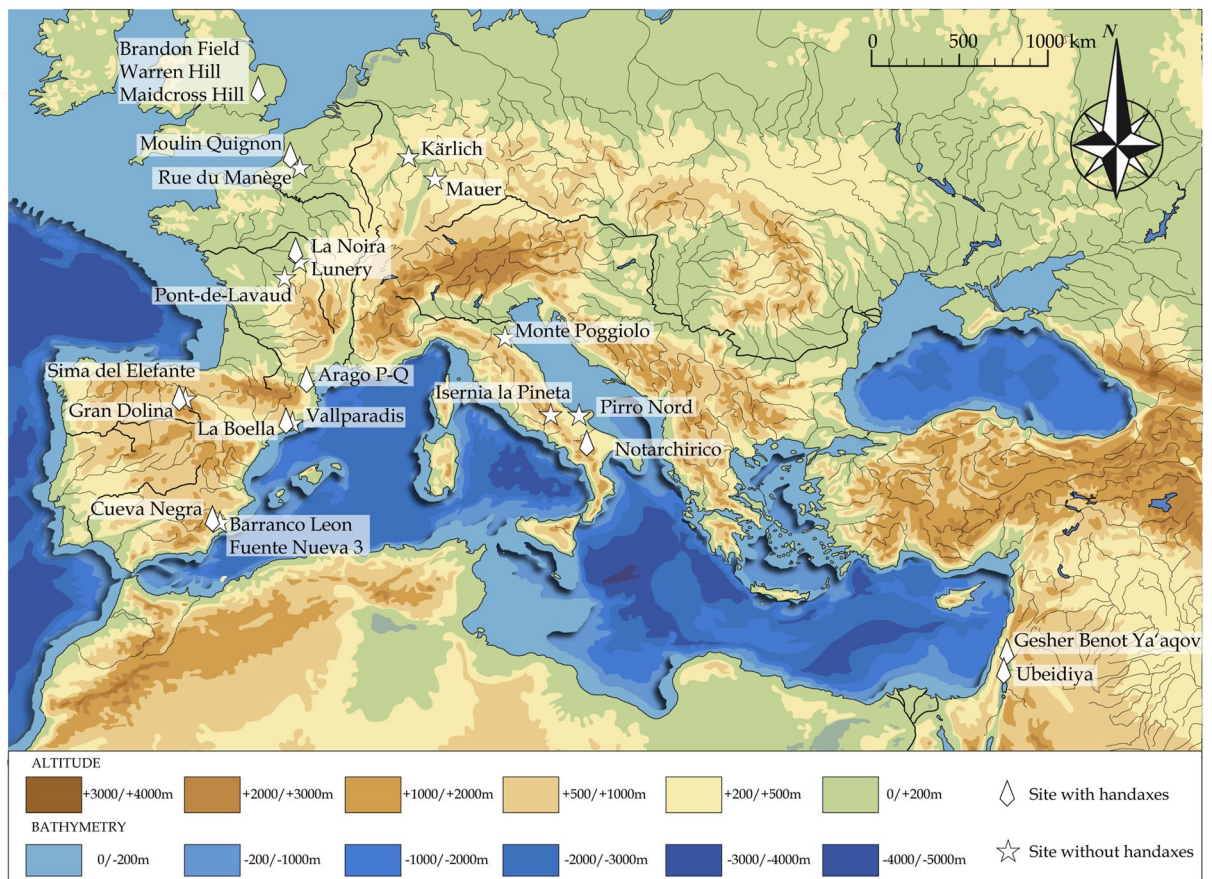 Brandon Field
Warren Hill
Maidcross Hill
0 500 1000 km
N
Moulin Quignon
Rue du Manège
Kärlich
Mauer
La Noira
Lunery
Pont-de-Lavaud
Monte Poggiolo
Sima del Elefante
Gran Dolina
Arago P-Q
La Boella
Vallparadis
Isernia la Pineta
Pirro Nord
Notarchirico
Cueva Negra
Barranco Leon
Fuente Nueva 3
Gesher Benot Ya‘aqov
Ubeidiya
ALTITUDE
+3000/+4000m
+2000/+3000m
+1000/+2000m
+500/+1000m
+200/+500m
0/+200m
Site with handaxes
BATHYMETRY
0/-200m
-200/-1000m
-1000/-2000m
-2000/-3000m
-3000/-4000m
-4000/-5000m
Site without handaxes